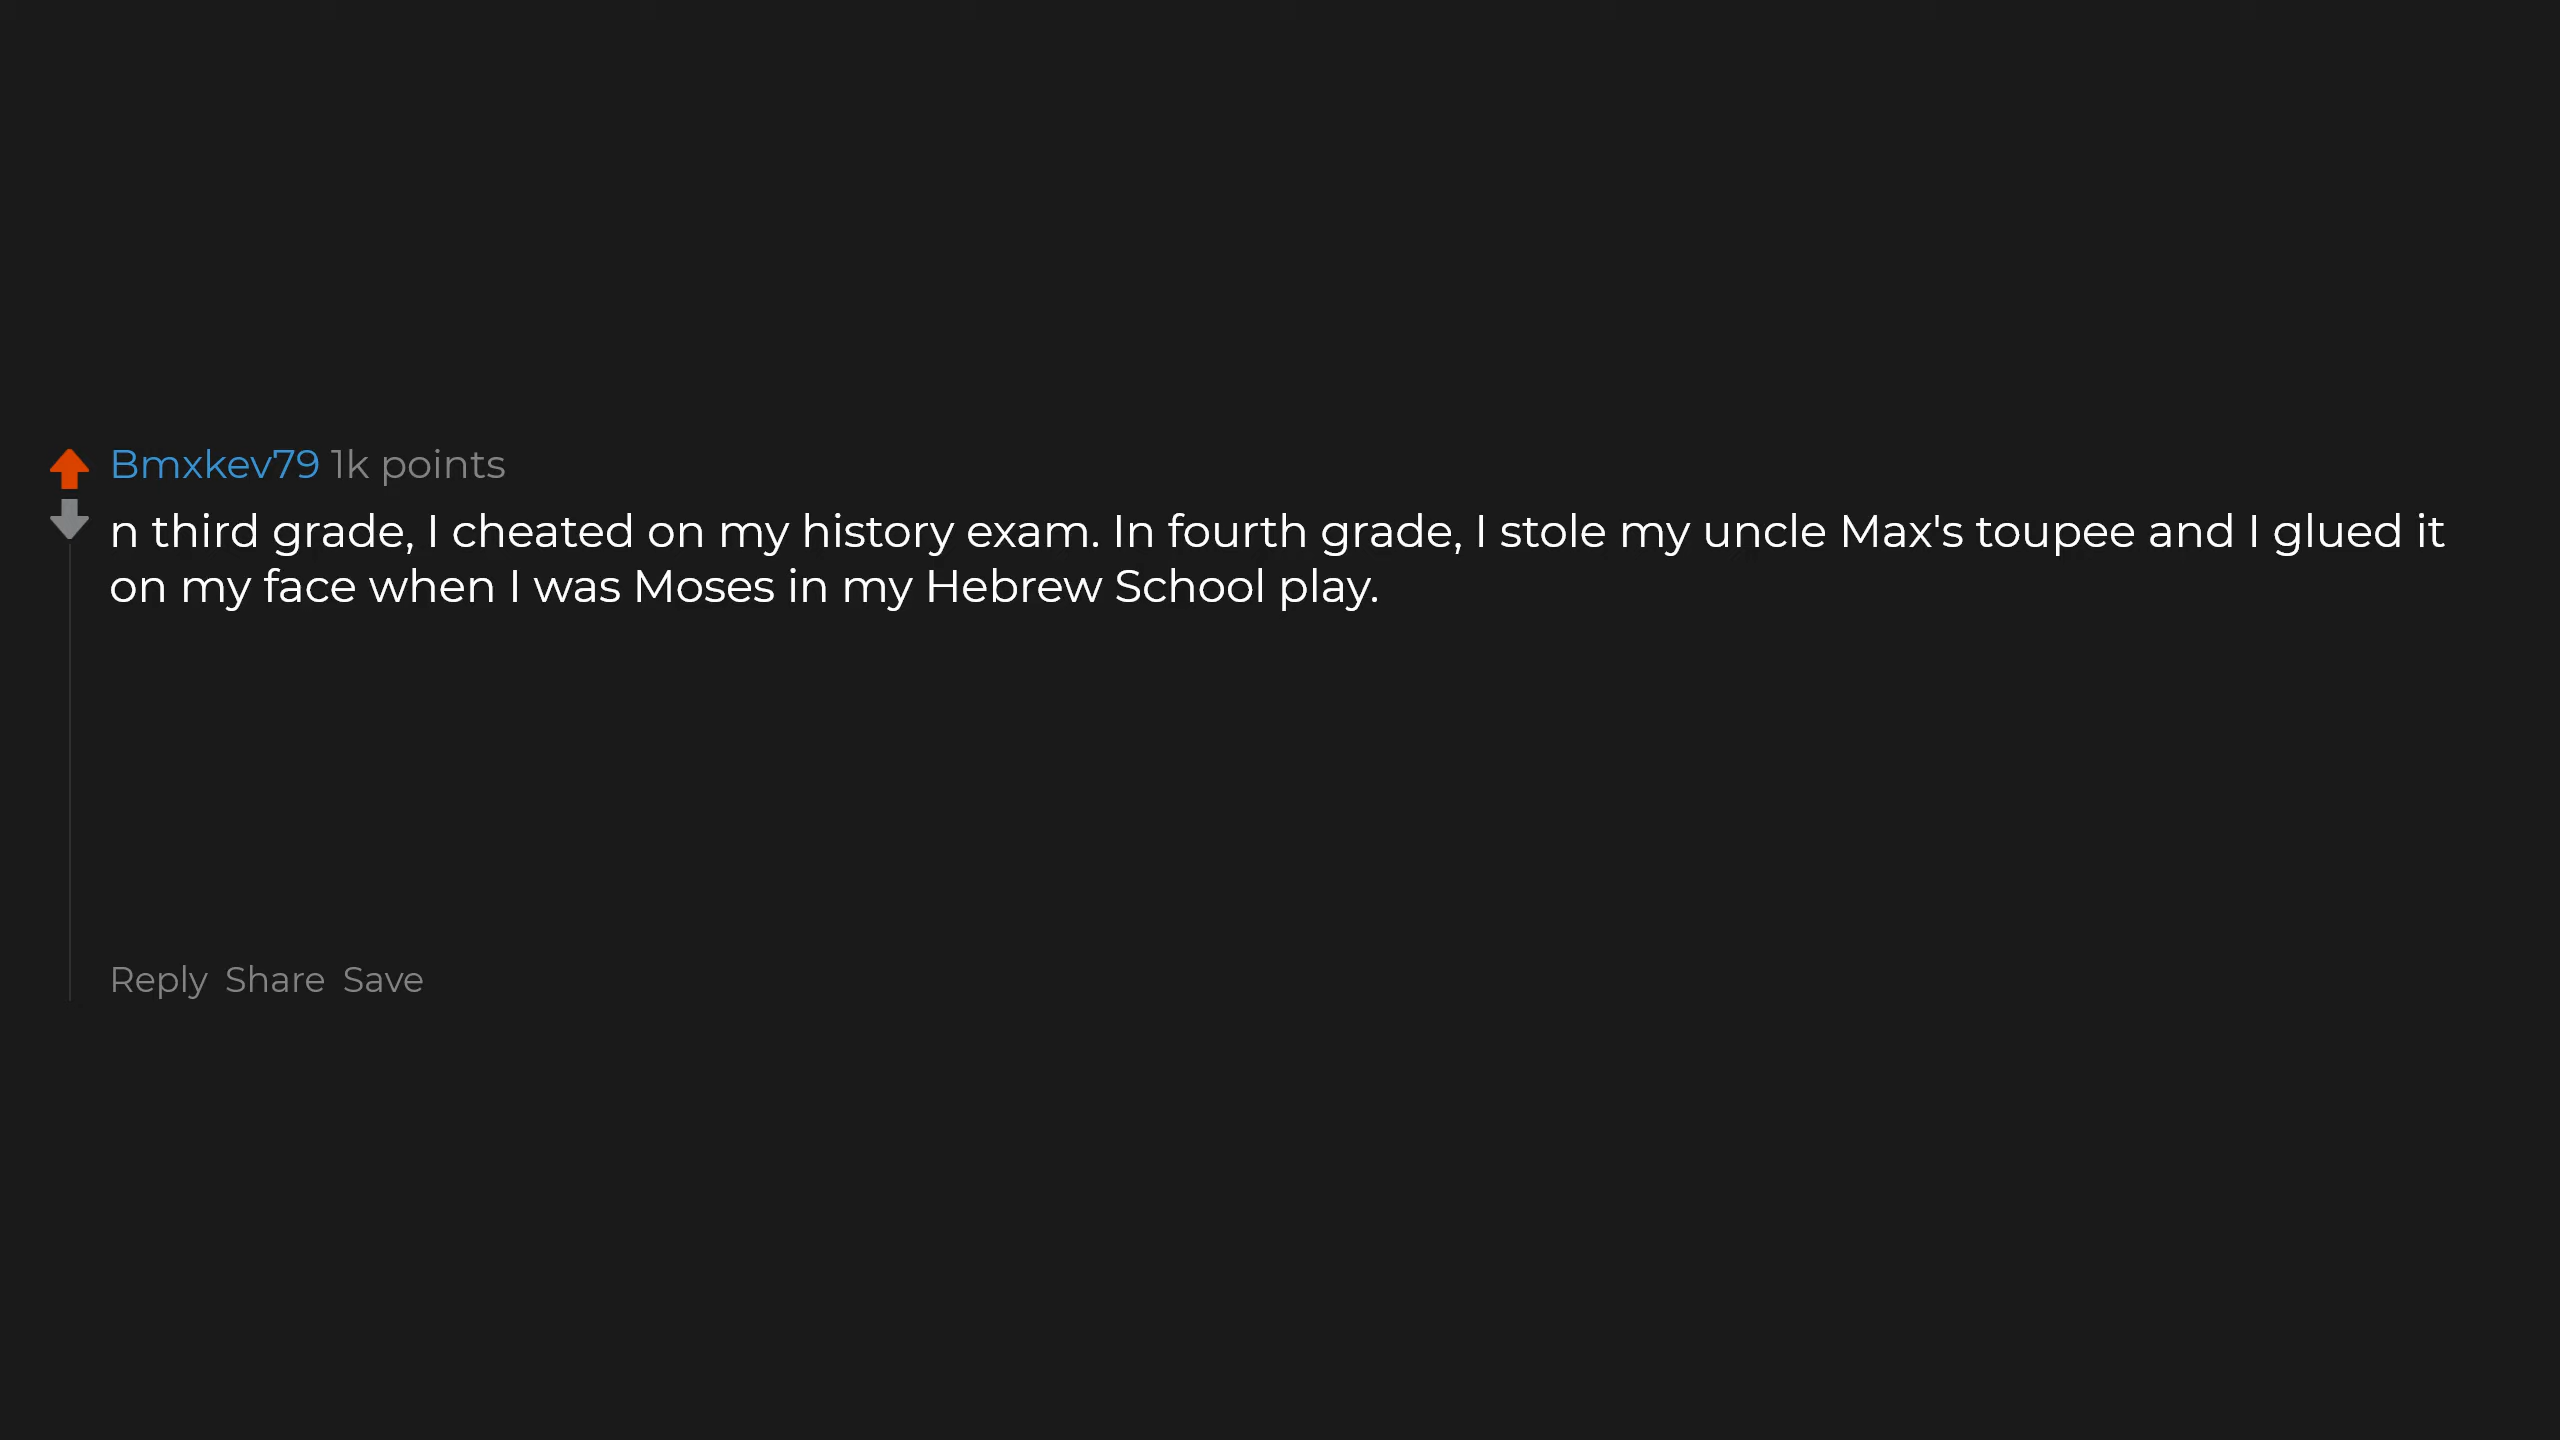 Bmxkev79 1k points
n third grade, I cheated on my history exam. In fourth grade, I stole my uncle Max's toupee and I glued it
on my face when I was Moses in my Hebrew School play.
Reply Share Save